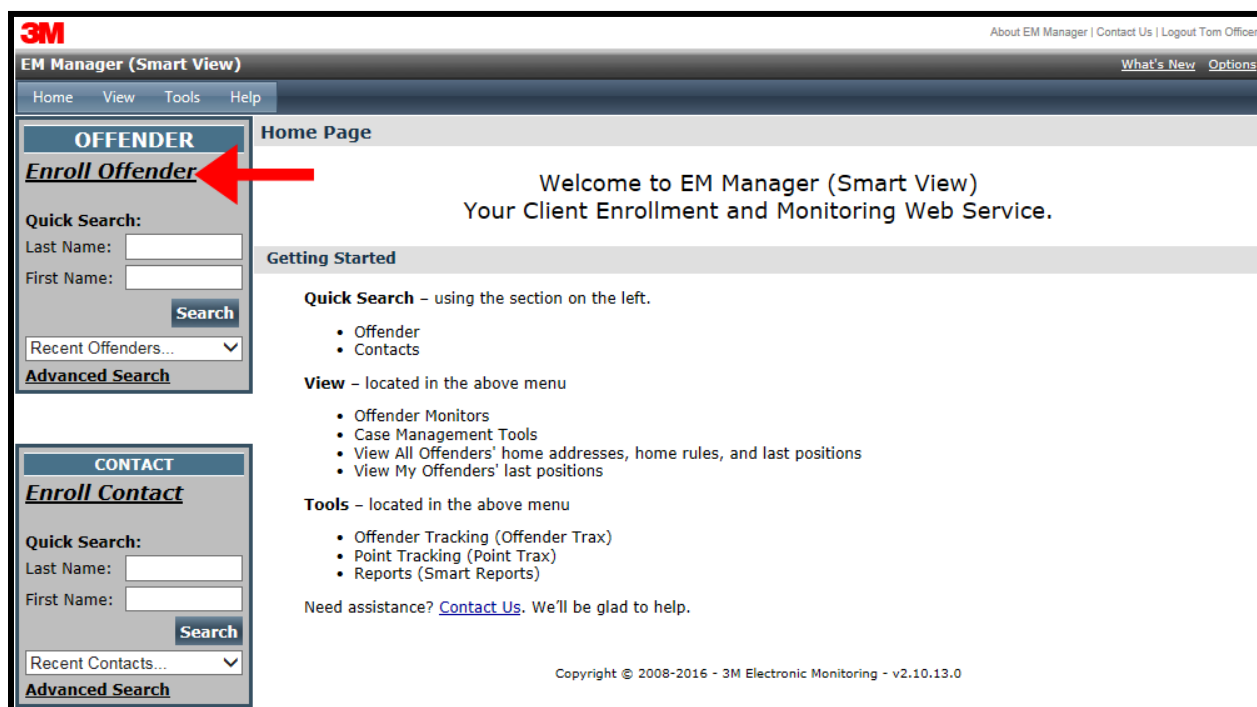 3M
About EM Manager | Contact Us | Logout Tom Officer
EM Manager (Smart View)
What's New Options
Home View Tools Help
OFFENDER
Enroll Offender
Quick Search:
Last Name:
First Name:
Search
Recent Offenders...
Advanced Search
CONTACT
Enroll Contact
Quick Search:
Last Name:
First Name:
Search
Recent Contacts...
Advanced Search
Home Page
Welcome to EM Manager (Smart View)
Your Client Enrollment and Monitoring Web Service.
Getting Started
Quick Search – using the section on the left.
• Offender
• Contacts
View – located in the above menu
• Offender Monitors
• Case Management Tools
• View All Offenders' home addresses, home rules, and last positions
• View My Offenders' last positions
Tools – located in the above menu
• Offender Tracking (Offender Trax)
• Point Tracking (Point Trax)
• Reports (Smart Reports)
Need assistance? Contact Us. We'll be glad to help.
Copyright © 2008-2016 - 3M Electronic Monitoring - v2.10.13.0